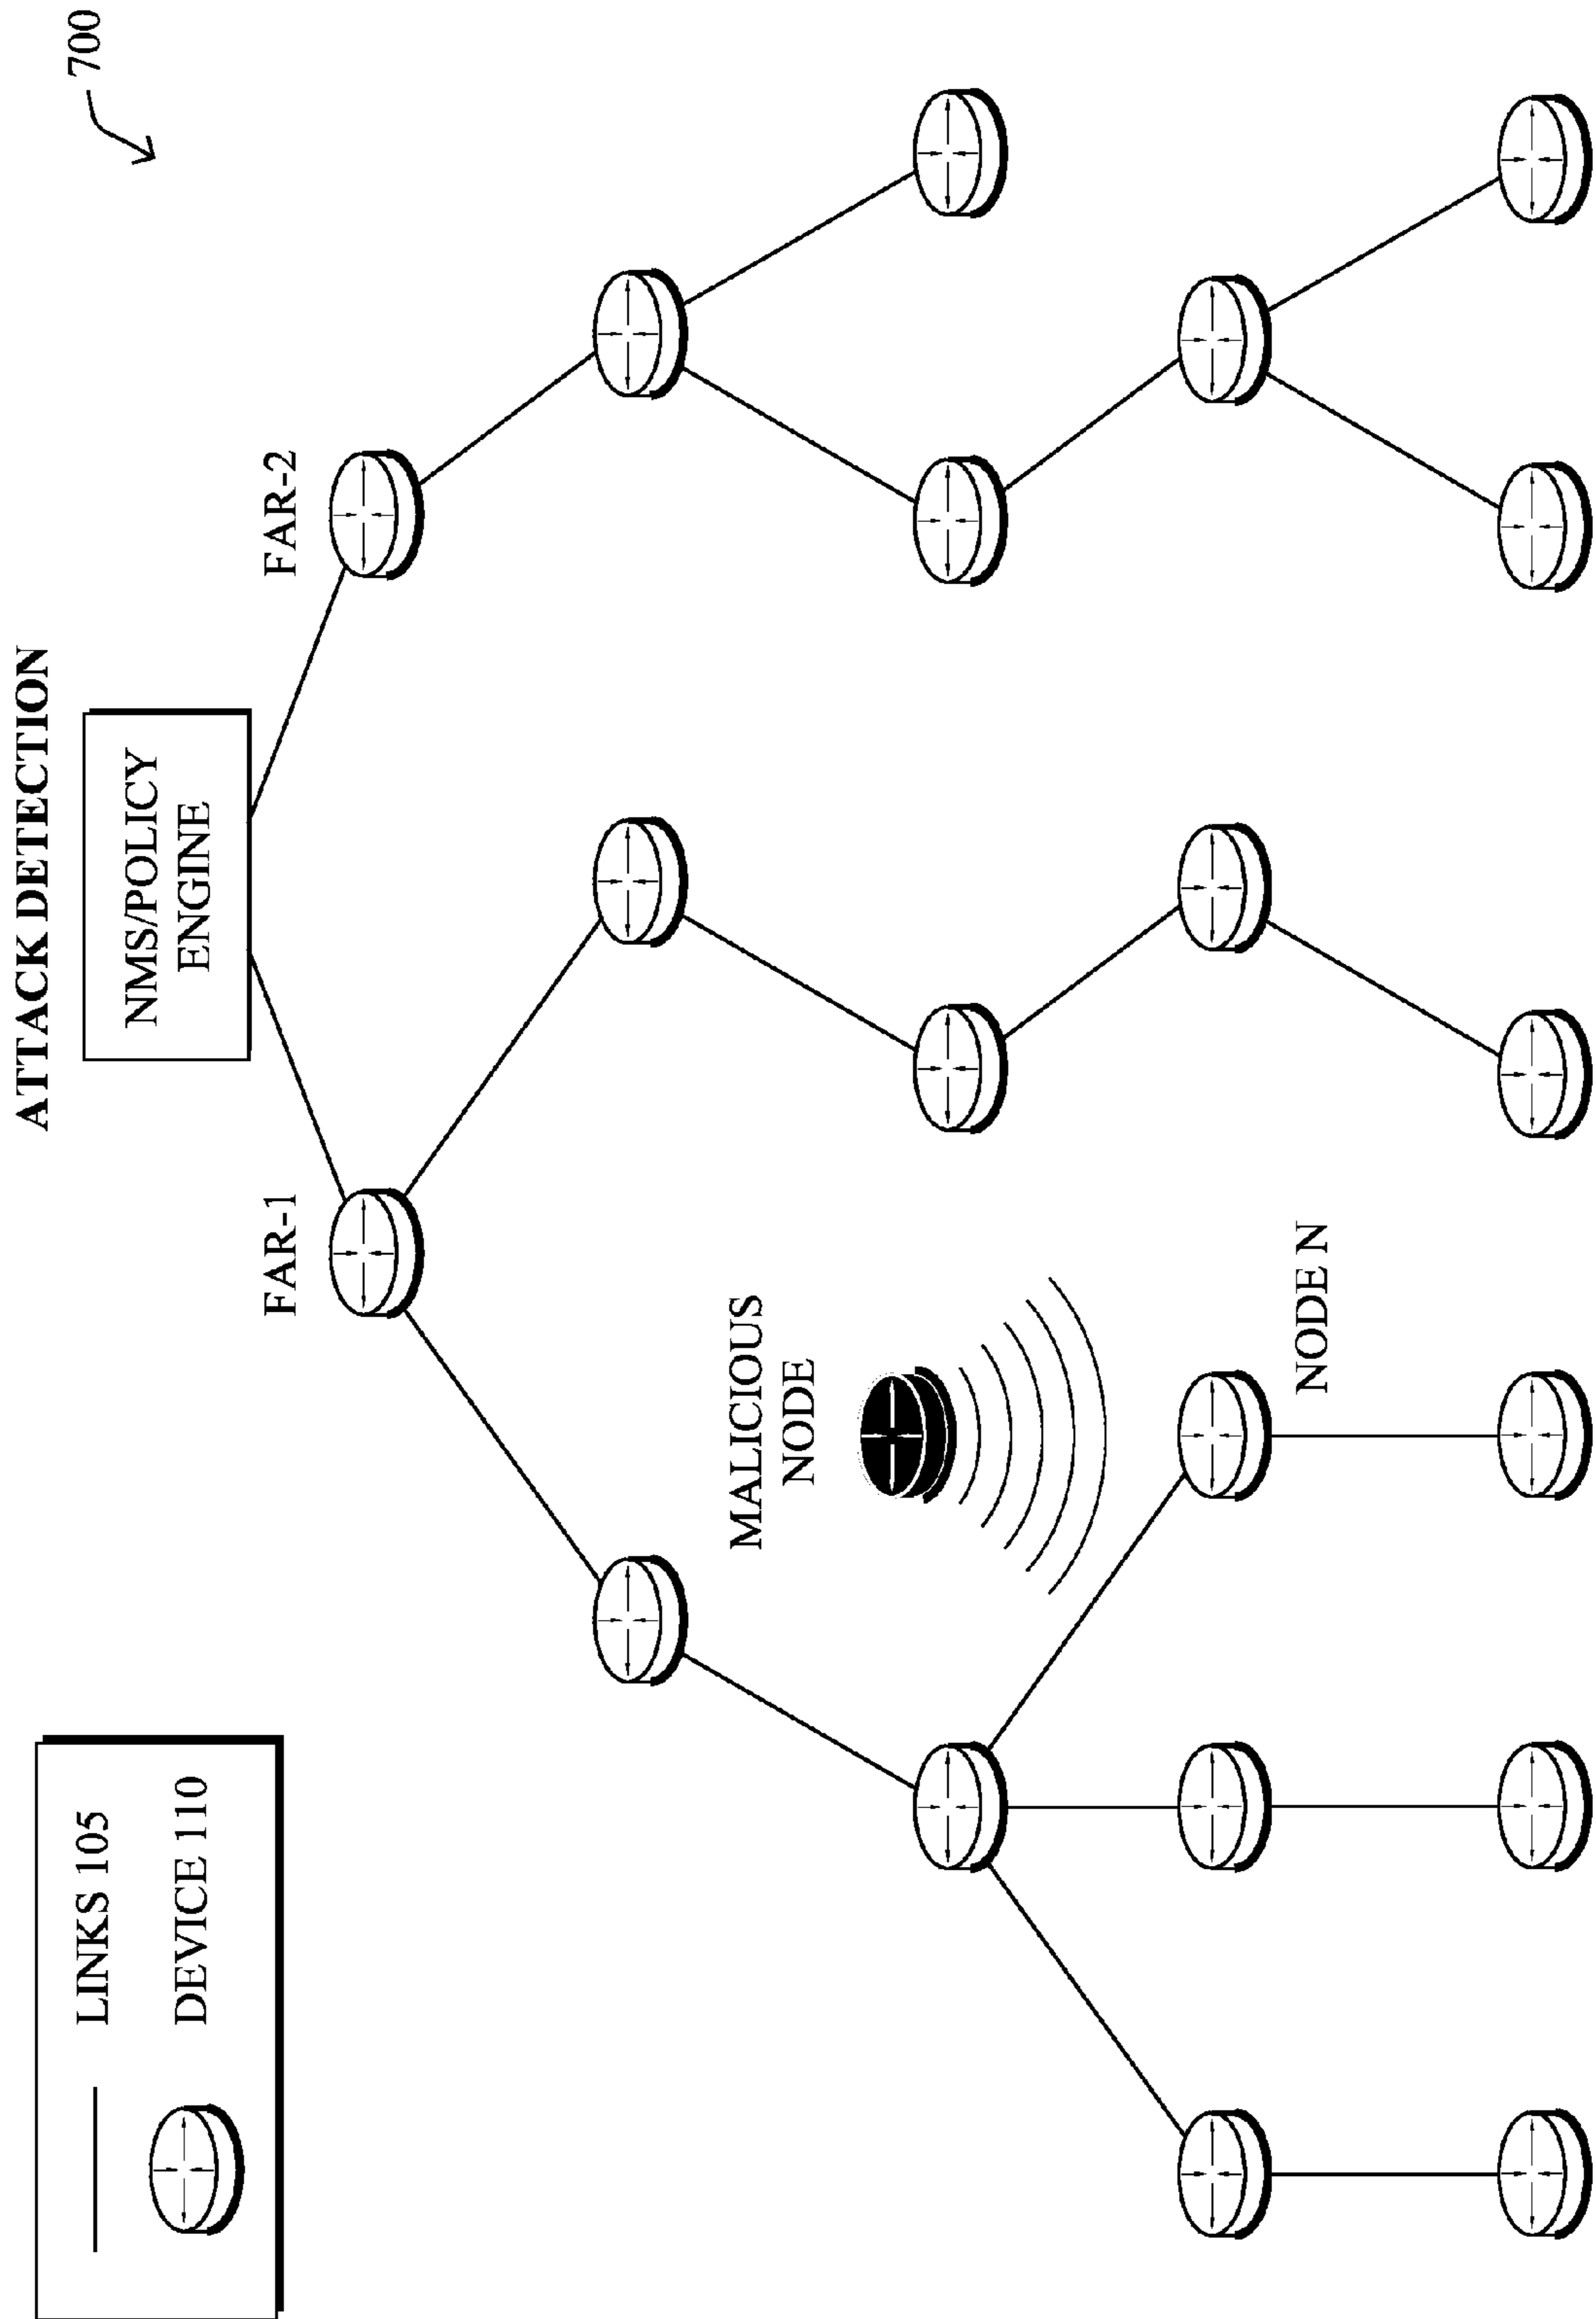 ATTACK DETECTION
700
LINKS 105
DEVICE 110
NMS/POLICY
ENGINE
FAR-1
FAR-2
MALICIOUS
NODE
NODE N